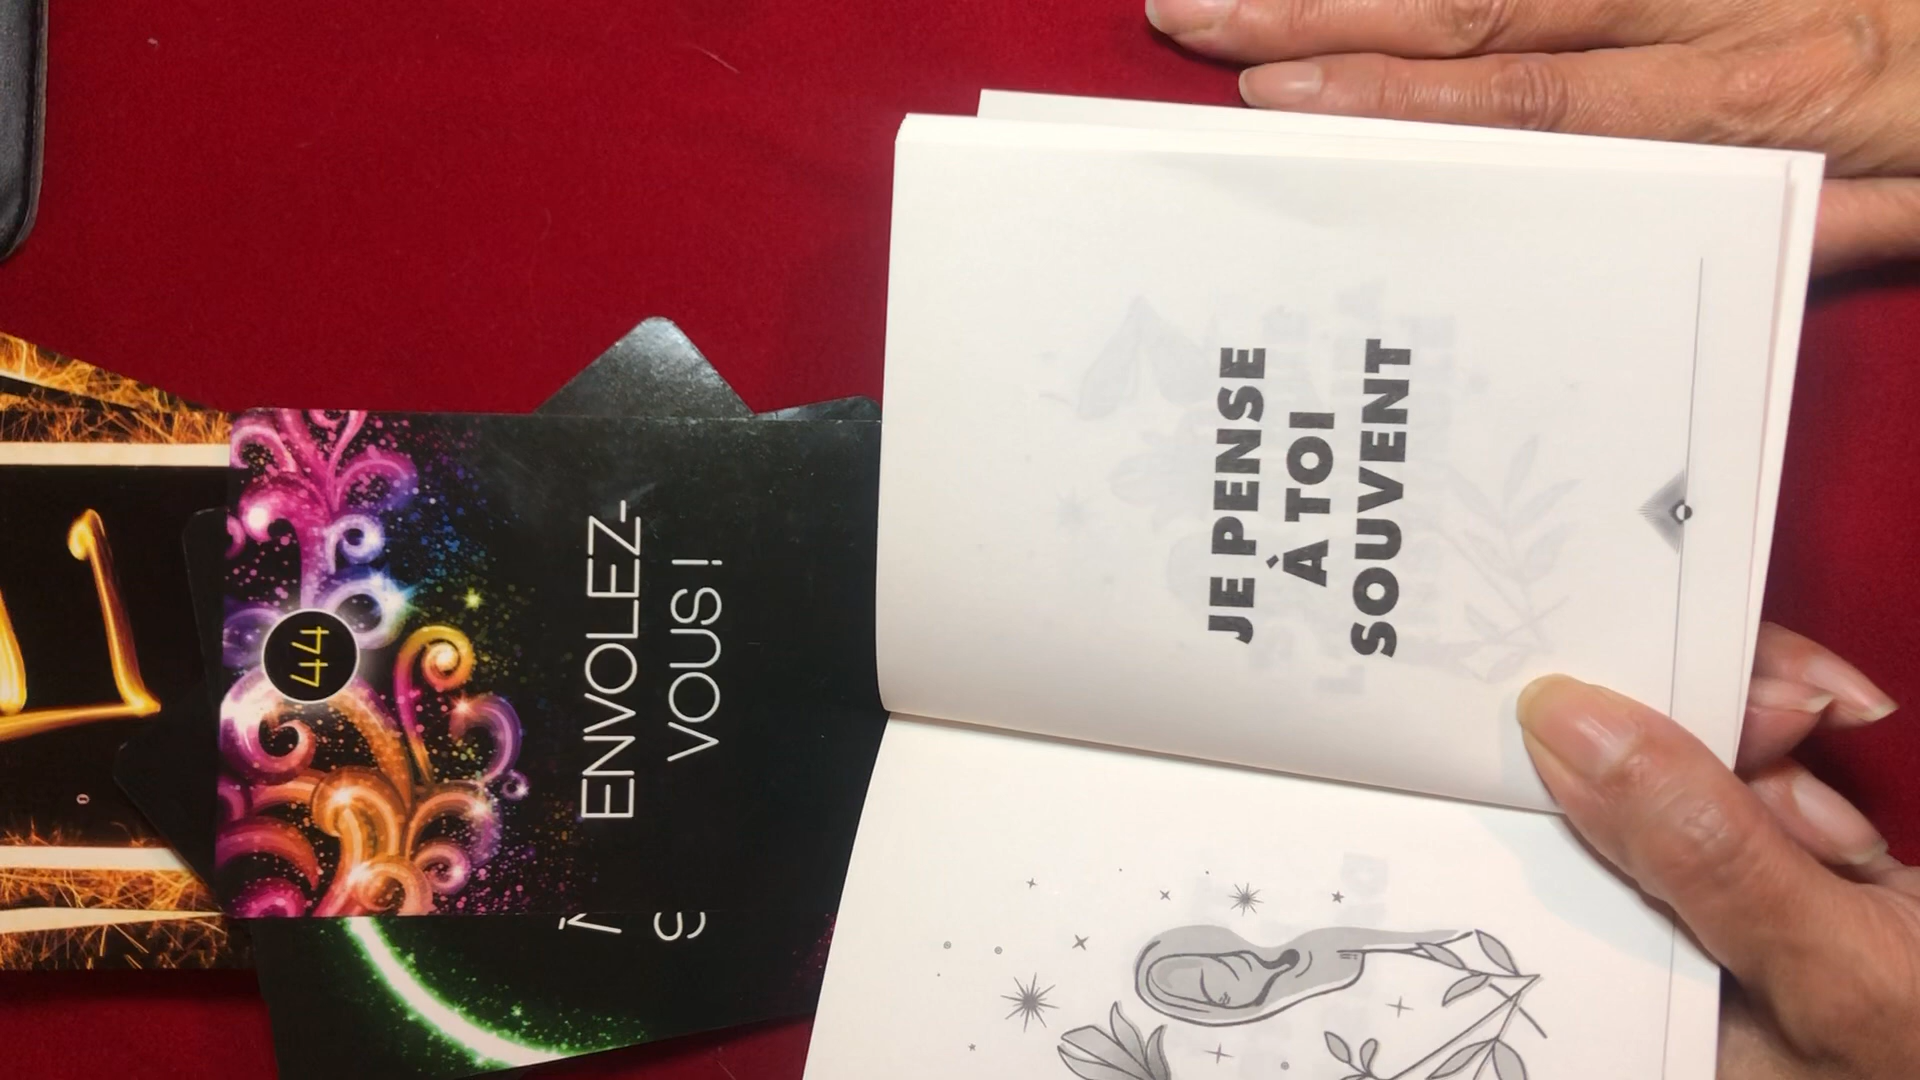 44
ENVOLEZ-
VOUS !
JE PENSE
À TOI
SOUVENT